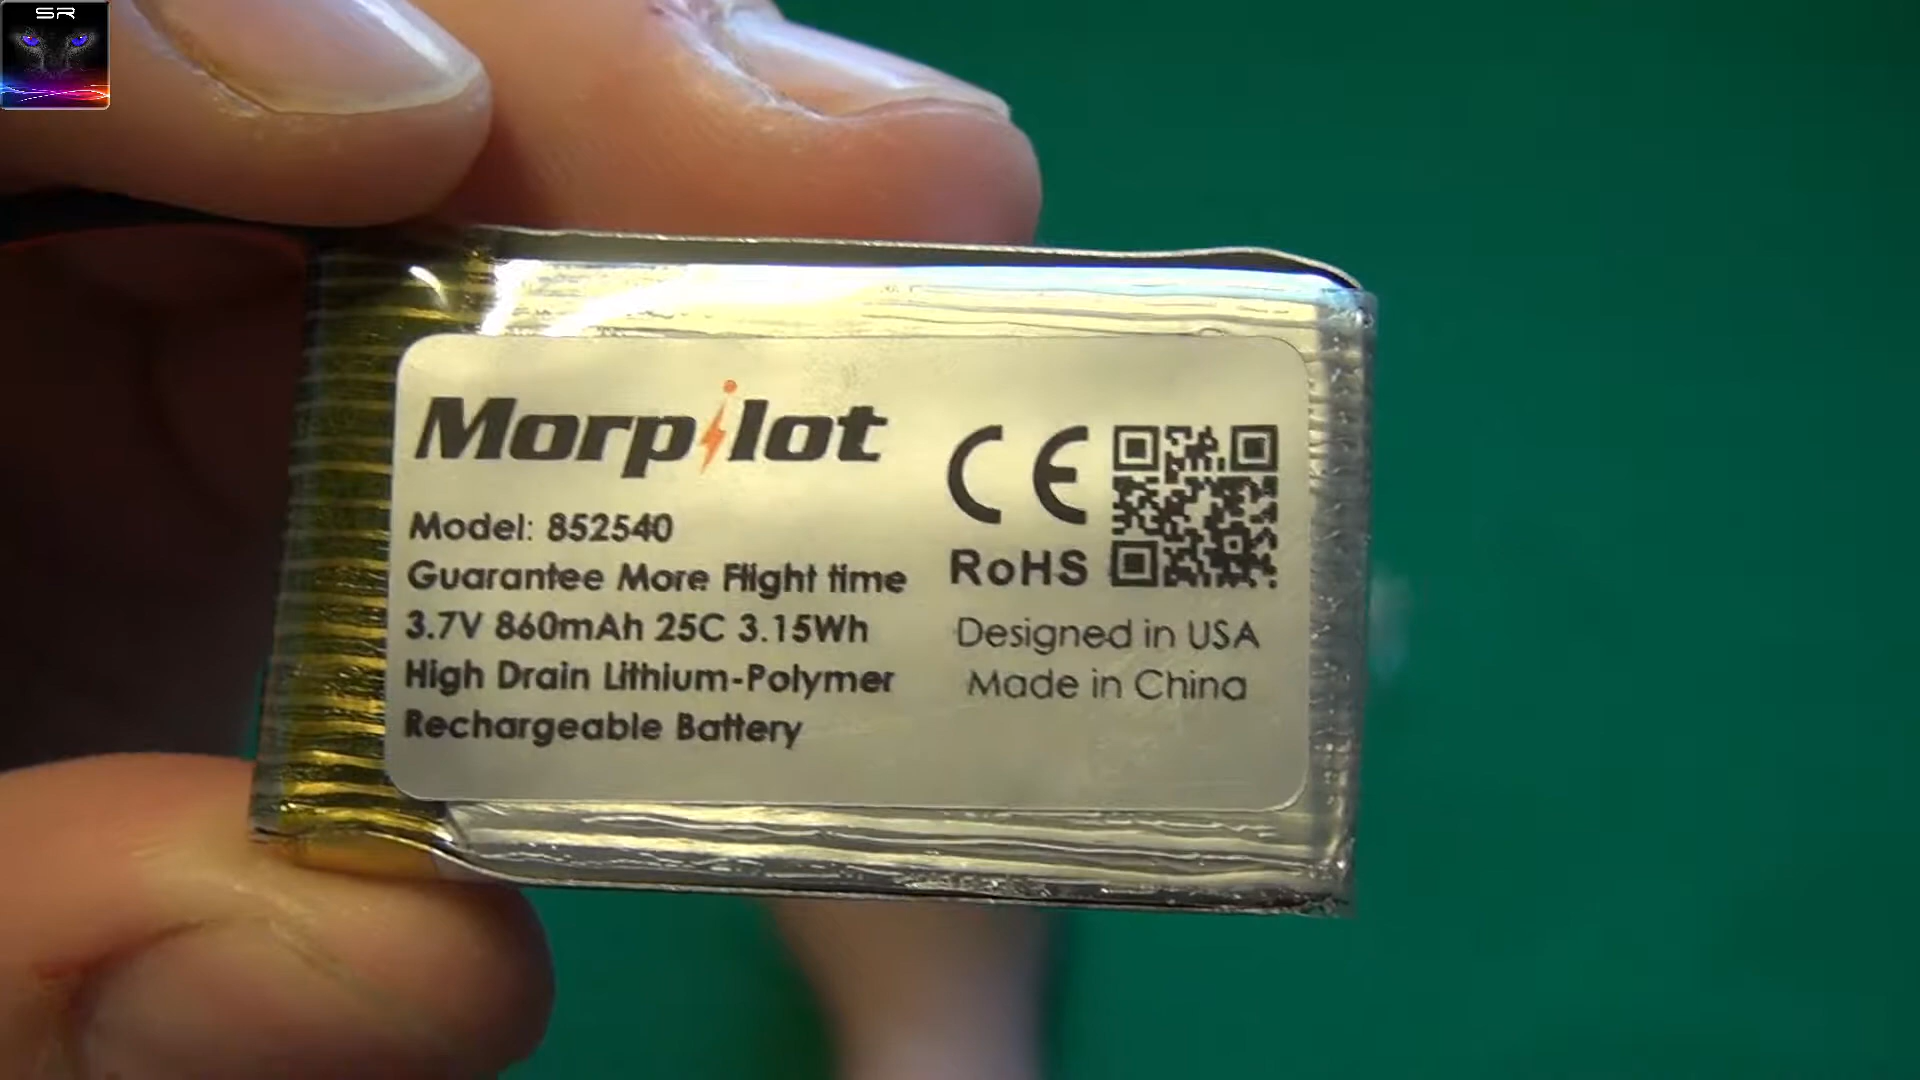 SR
Morpilot
Model: 852540
Guarantee More Flight time
3.7V 860mAh 25C 3.15Wh
High Drain Lithium-Polymer
Rechargeable Battery
CE
RoHS
Designed in USA
Made in China